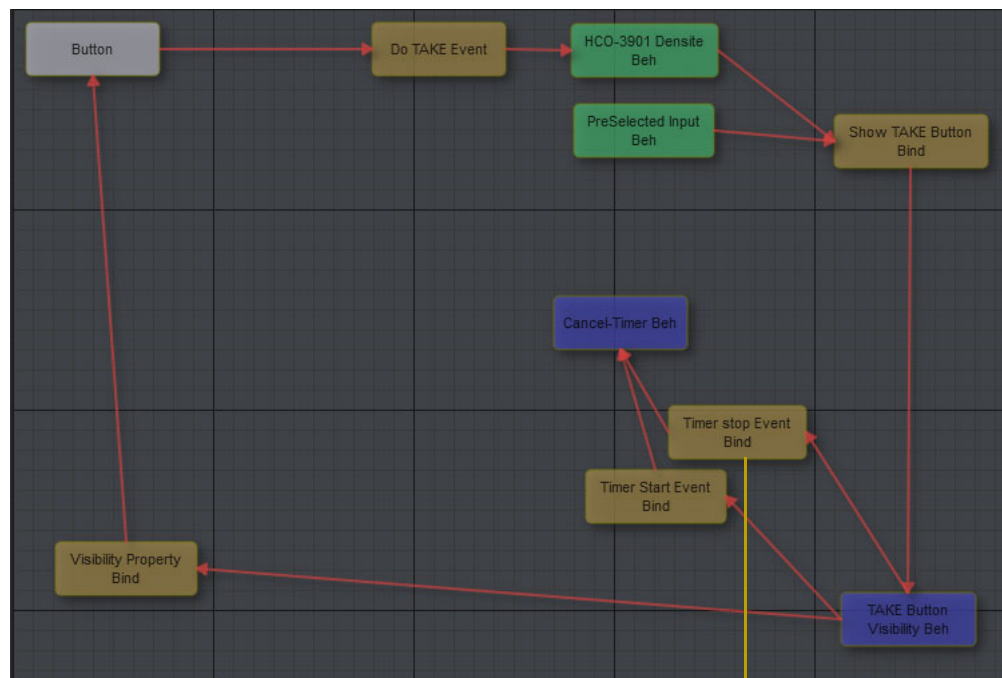 Button
Do TAKE Event
HCO-3901 Densite
Beh
PreSelected Input
Beh
Show TAKE Button
Bind
Cancel-Timer Beh
Timer stop Event
Bind
Timer Start Event
Bind
Visibility Property
Bind
TAKE Button
Visibility Beh